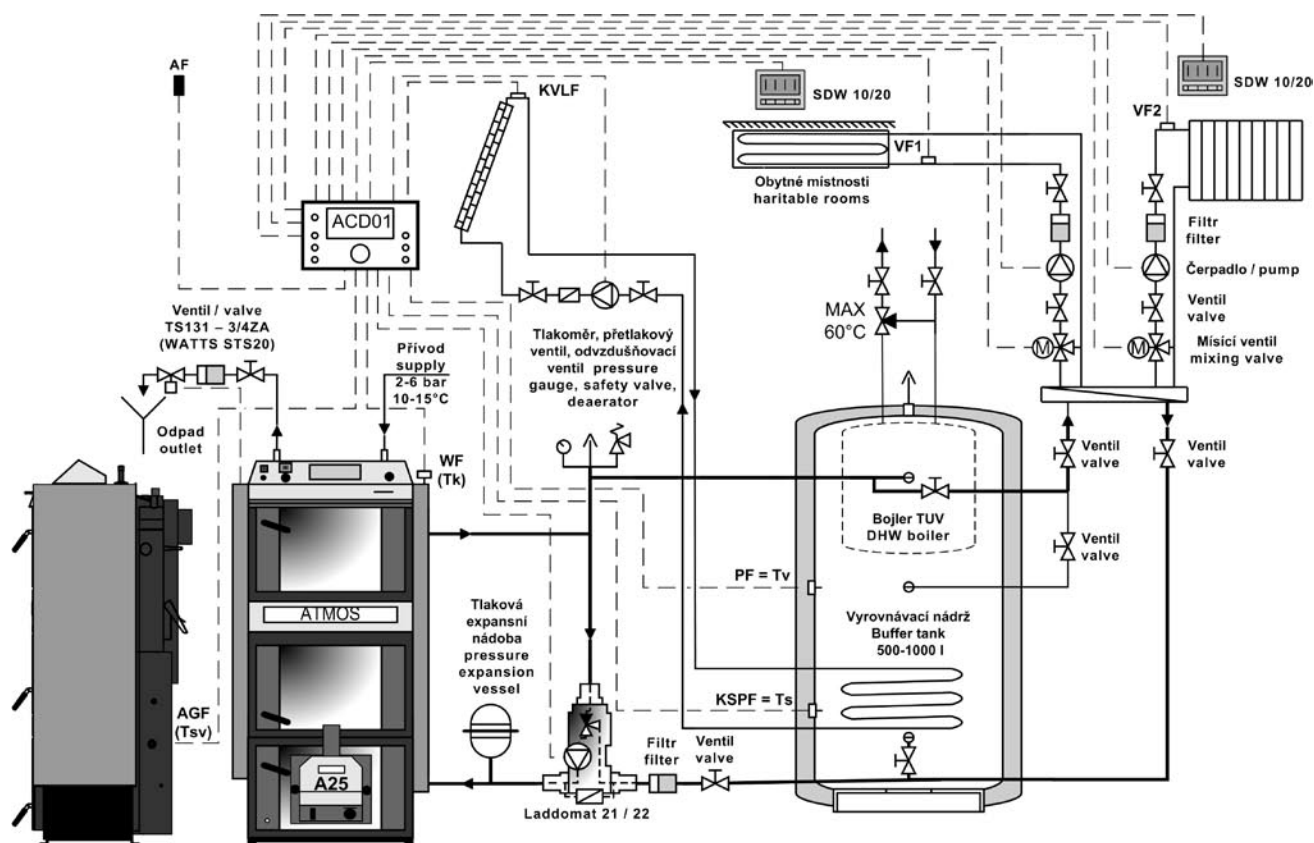 AF
KVLF
SDW 10/20
SDW 10/20
VF2
VF1
ACD01
Obytné místnosti
haritable rooms
Filtr
filter
Čerpadlo / pump
Ventil
valve
Mísící ventil
mixing valve
M
M
MAX
60°C
Ventil / valve
TS131 – 3/4ZA
(WATTS STS20)
Přívod
supply
2-6 bar
10-15°C
Tlakoměr, přetlakový
ventil, odvzdušňovací
ventil pressure
gauge, safety valve,
deaerator
Odpad
outlet
WF
(Tk)
Ventil
valve
Ventil
valve
Bojler TUV
DHW boiler
Ventil
valve
PF = Tv
ATMOS
Tlaková
expansní
nádoba
pressure
expansion
vessel
Vyrovnávací nádrž
Buffer tank
500-1000 l
KSPF = Ts
AGF
(Tsv)
A25
Filtr
filter
Ventil
valve
Laddomat 21 / 22